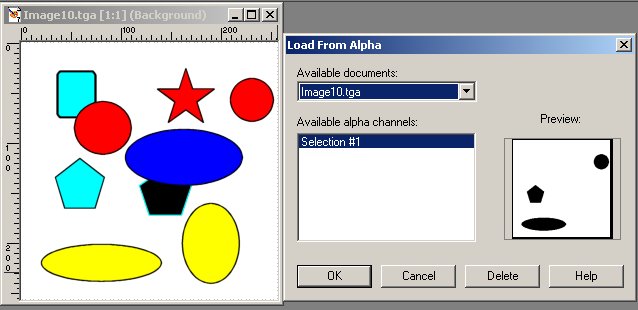 Image10.tga [1:1] (Background)
0 100 200
0
100
200
Load From Alpha
Available documents:
Image10.tga
Available alpha channels:
Selection #1
Preview:
OK Cancel Delete Help